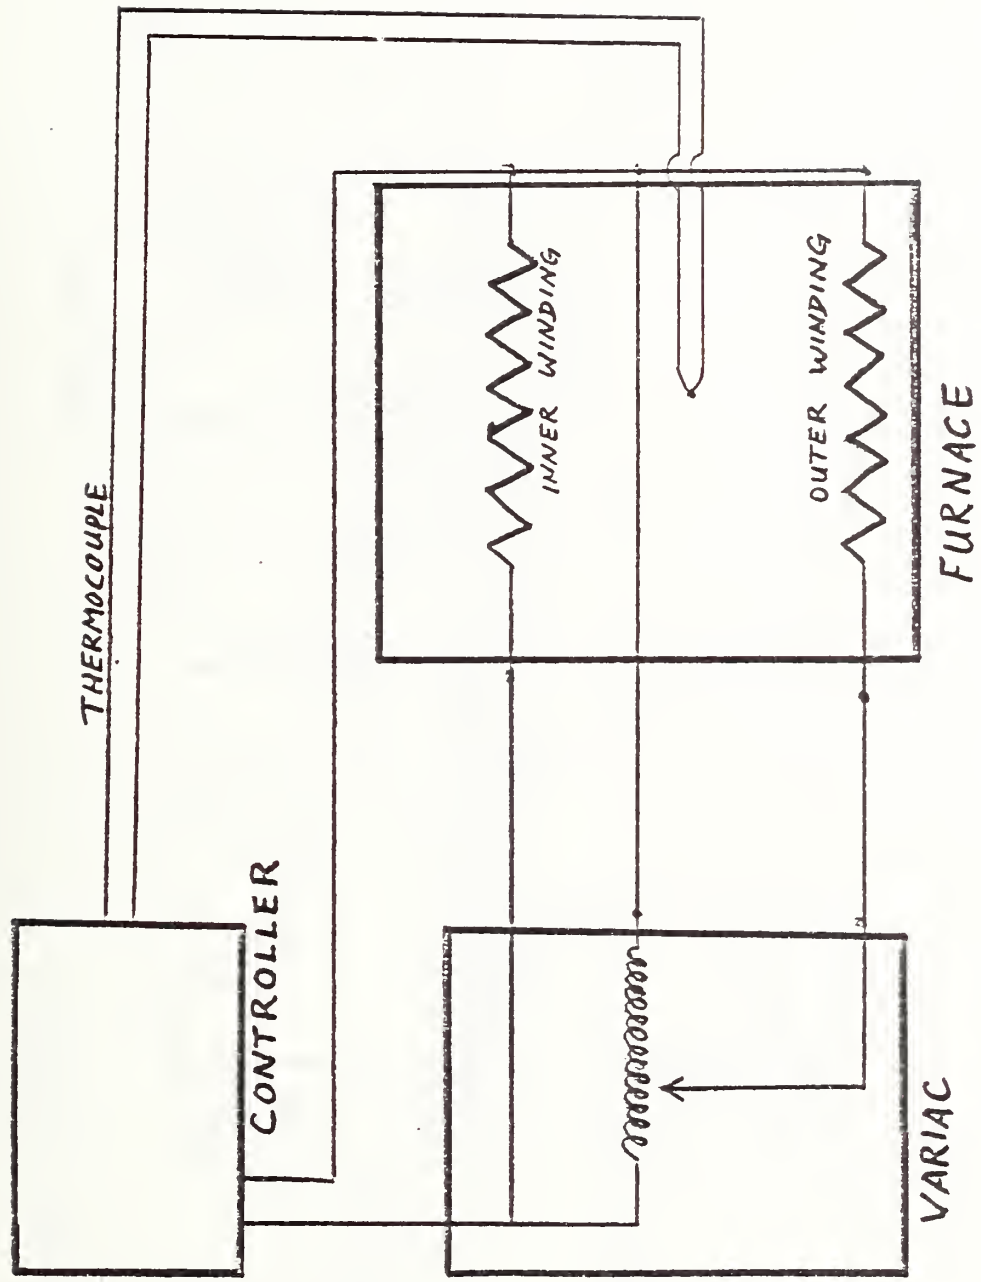 THERMOCOUPLE
CONTROLLER
INNER WINDING
OUTER WINDING
FURNACE
VARIAC